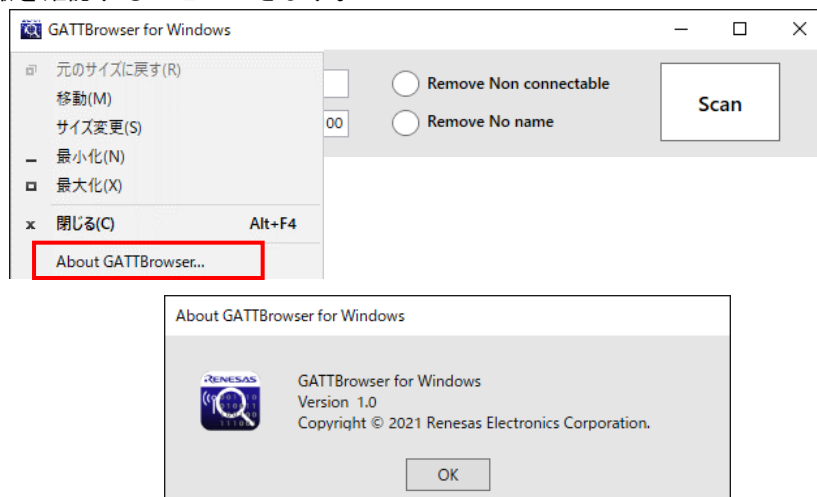 GATTBrowser for Windows
元のサイズに戻す(R)
移動(M)
サイズ変更(S)
最小化(N)
最大化(X)
閉じる(C) Alt+F4
About GATTBrowser...
00
Remove Non connectable
Remove No name
Scan
About GATTBrowser for Windows
RENESAS
GATTBrowser for Windows
Version 1.0
Copyright © 2021 Renesas Electronics Corporation.
OK